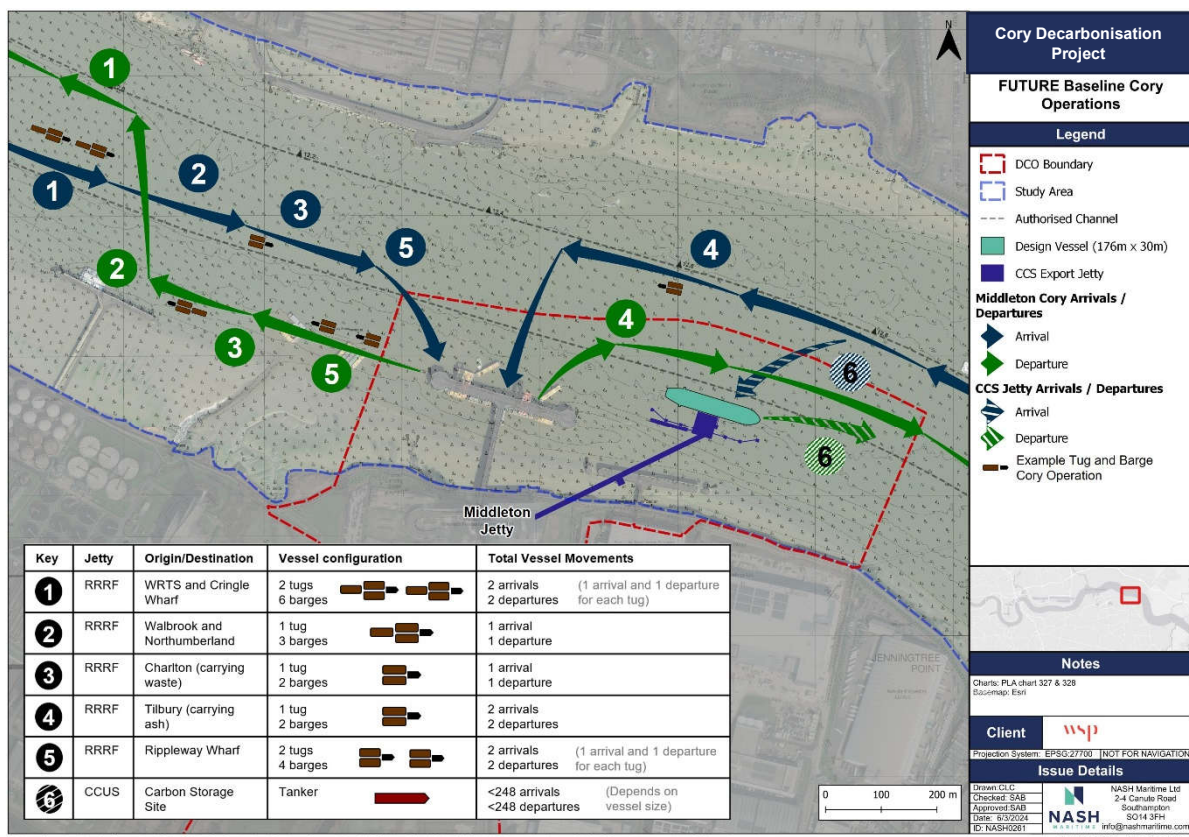 Cory Decarbonisation
Project
FUTURE Baseline Cory
Operations
Legend
DCO Boundary
Study Area
Authorised Channel
Design Vessel (176m x 30m)
CCS Export Jetty
Middleton Cory Arrivals /
Departures
Arrival
Departure
CCS Jetty Arrivals / Departures
Arrival
Departure
Example Tug and Barge
Cory Operation
Notes
Charts: PLA chart 327 & 328
Basemap: Esri
Client
wsp
Projection System: EPSG:27700 NOT FOR NAVIGATION
Issue Details
Drawn:CLC
Checked: SAB
Approved:SAB
Date: 6/3/2024
ID: NASH0261
NASH
MARITIME
NASH Maritime Ltd
2-4 Canute Road
Southampton
SO14 3FH
info@nashmaritime.com
N
1
1
2
3
5
4
2
3
5
4
6
6
Middleton
Jetty
JENNINGTREE
POINT
0 100 200 m
Key Jetty Origin/Destination Vessel configuration Total Vessel Movements
1 RRRF WRTS and Cringle 2 tugs 2 arrivals (1 arrival and 1 departure
Wharf 6 barges 2 departures for each tug)
2 RRRF Walbrook and 1 tug 1 arrival
Northumberland 3 barges 1 departure
3 RRRF Charlton (carrying 1 tug 1 arrival
waste) 2 barges 1 departure
4 RRRF Tilbury (carrying 1 tug 2 arrivals
ash) 2 barges 2 departures
5 RRRF Rippleway Wharf 2 tugs 2 arrivals (1 arrival and 1 departure
4 barges 2 departures for each tug)
6 CCUS Carbon Storage Tanker <248 arrivals (Depends on
Site <248 departures vessel size)